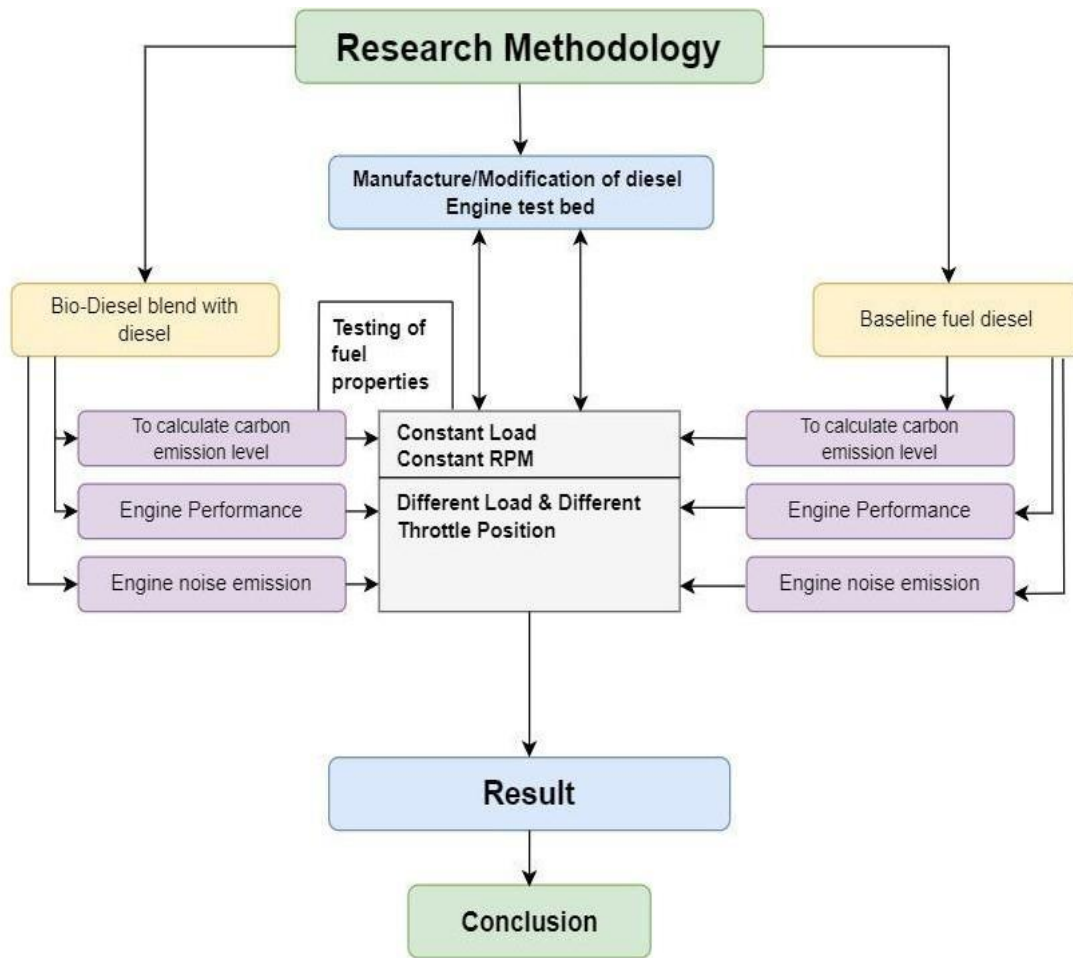 Research Methodology
Manufacture/Modification of diesel
Engine test bed
Bio-Diesel blend with
diesel
Testing of
fuel
properties
Baseline fuel diesel
To calculate carbon
emission level
Constant Load
Constant RPM
To calculate carbon
emission level
Engine Performance
Different Load & Different
Throttle Position
Engine Performance
Engine noise emission
Engine noise emission
Result
Conclusion